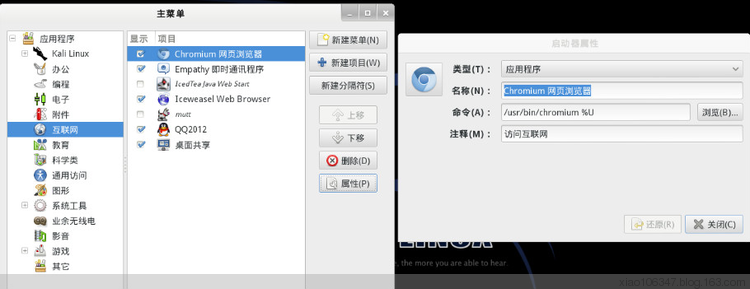 主菜单
应用程序
Kali Linux
办公
编程
电子
附件
互联网
教育
科学类
通用访问
图形
系统工具
业余无线电
影音
游戏
其它
显示 项目
Chromium 网页浏览器
Empathy 即时通讯程序
IcedTea Java Web Start
Iceweasel Web Browser
mutt
QQ2012
桌面共享
新建菜单(N)
新建项目(W)
新建分隔符(S)
上移
下移
删除(D)
属性(P)
启动器属性
类型(T)： 应用程序
名称(N)： Chromium 网页浏览器
命令(A)： /usr/bin/chromium %U 浏览(B)...
注释(M)： 访问互联网
还原(R) 关闭(C)
LINUX
, the more you are able to hear
xiao106347.blog.163.com